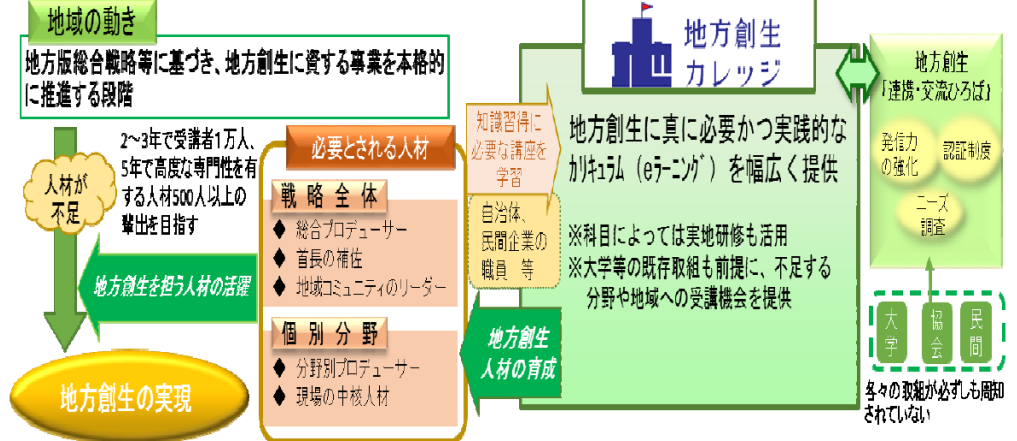 地域の動き
地方版総合戦略等に基づき、地方創生に資する事業を本格的
に推進する段階
人材が
不足
2～3年で受講者1万人、
5年で高度な専門性を有
する人材500人以上の
輩出を目指す
地方創生を担う人材の活躍
地方創生の実現
必要とされる人材
戦略全体
◆ 総合プロデューサー
◆ 首長の補佐
◆ 地域コミュニティのリーダー
個別分野
◆ 分野別プロデューサー
◆ 現場の中核人材
知識習得に
必要な講座を
学習
自治体、
民間企業の
職員 等
地方創生
人材の育成
地方創生
カレッジ
地方創生に真に必要かつ実践的な
カリキュラム（eラーニング）を幅広く提供
※科目によっては実地研修も活用
※大学等の既存取組も前提に、不足する
分野や地域への受講機会を提供
地方創生
「連携・交流ひろば」
発信力
の強化
認証制度
ニーズ
調査
大学
協会
民間
各々の取組が必ずしも周知
されていない